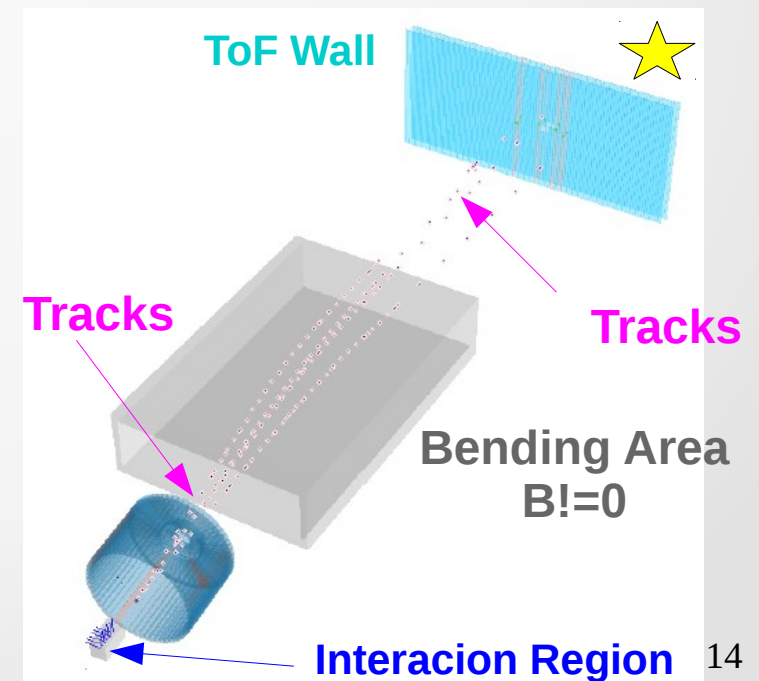 ToF Wall
Tracks
Tracks
Bending Area
B!=0
Interacion Region
14